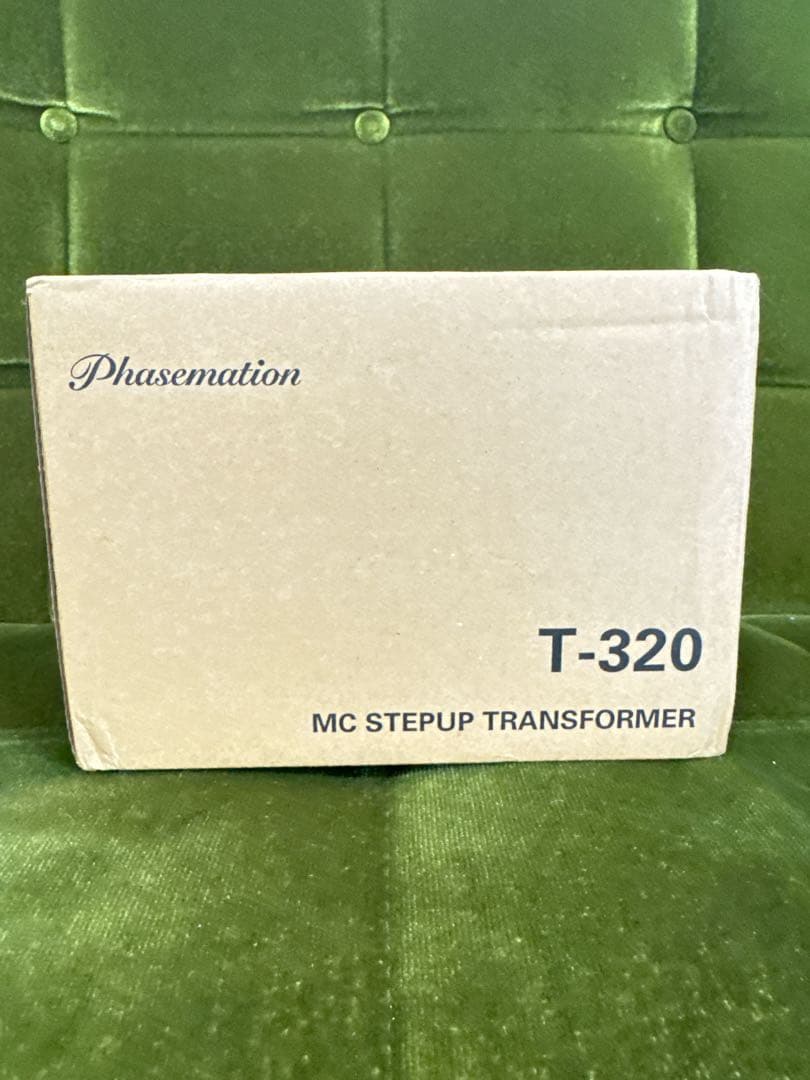 Phasemation
T-320
MC STEPUP TRANSFORMER